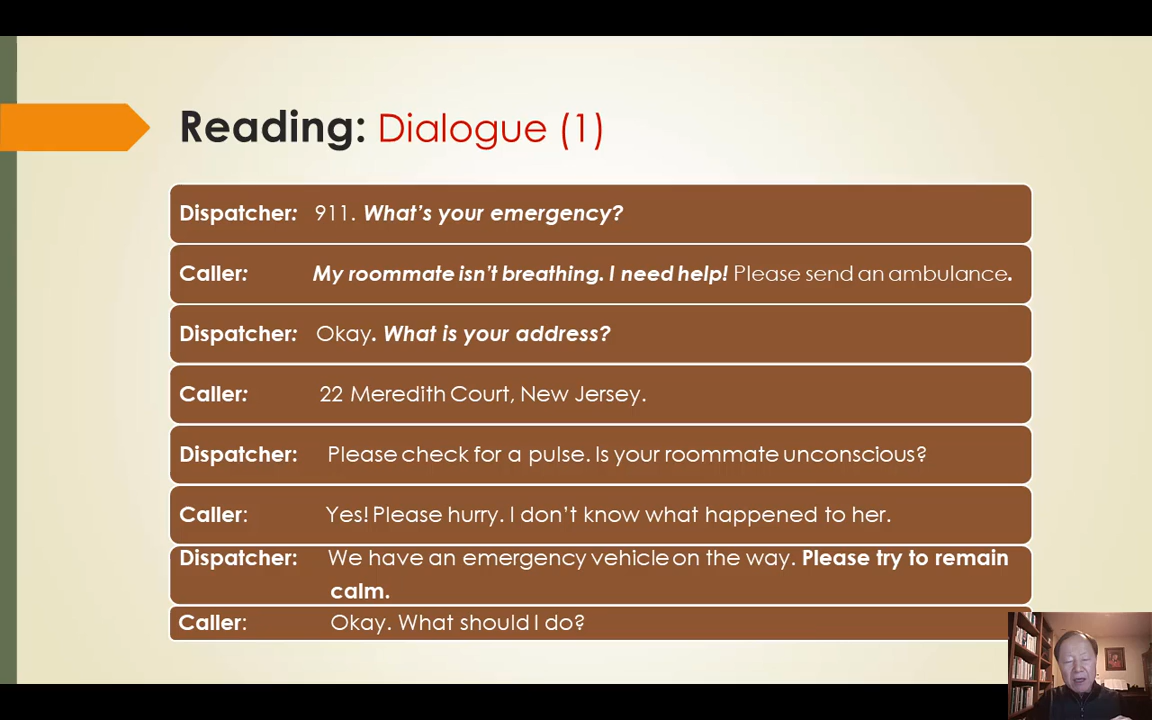 Reading: Dialogue (1)
Dispatcher: 911. What's your emergency?
Caller: My roommate isn't breathing. I need help! Please send an ambulance.
Dispatcher: Okay. What is your address?
Caller: 22 Meredith Court, New Jersey.
Dispatcher: Please check for a pulse. Is your roommate unconscious?
Caller: Yes! Please hurry. I don't know what happened to her.
Dispatcher: We have an emergency vehicle on the way. Please try to remain
calm.
Caller: Okay. What should I do?